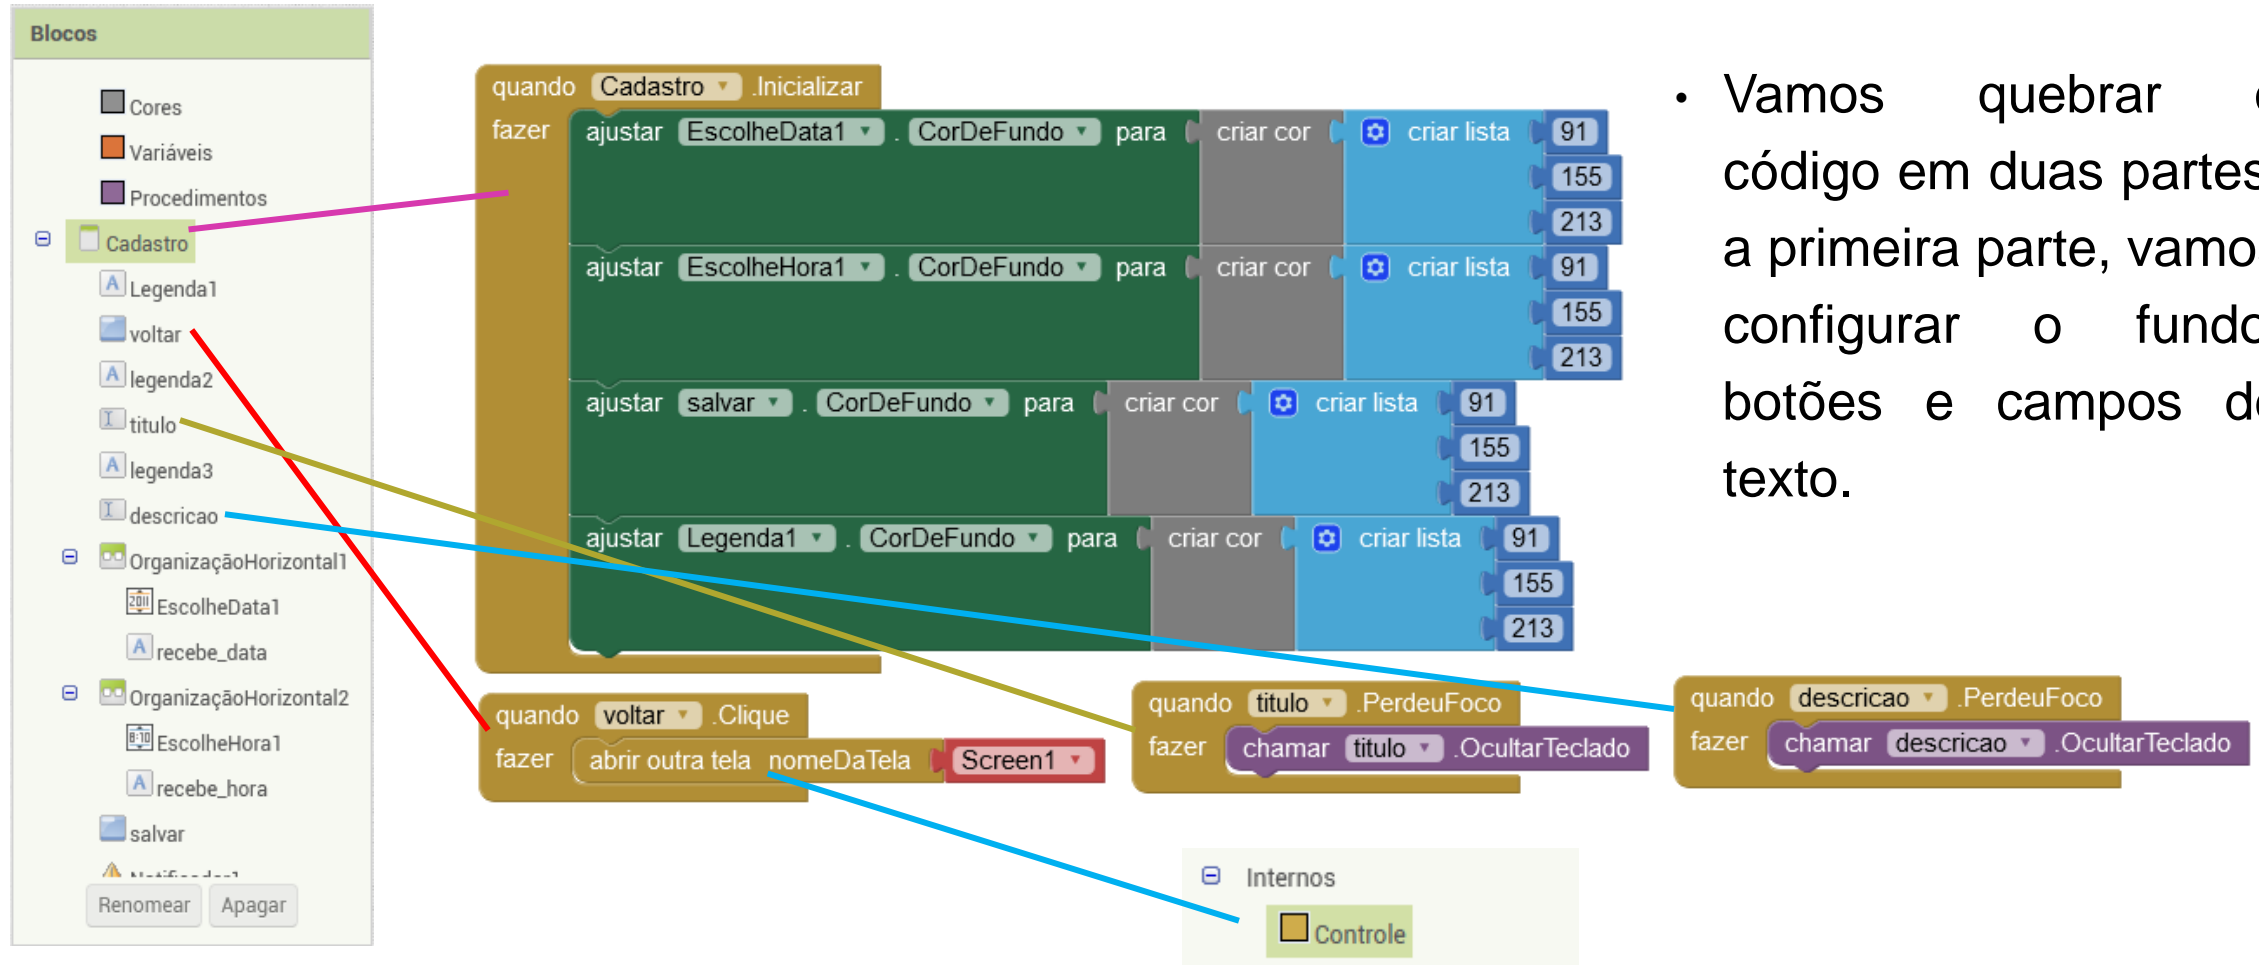 Blocos
Cores
Variáveis
Procedimentos
Cadastro
Legenda1
voltar
legenda2
titulo
legenda3
descricao
OrganizaçãoHorizontal1
EscolheData1
recebe_data
OrganizaçãoHorizontal2
EscolheHora1
recebe_hora
salvar
Renomear Apagar
quando Cadastro .Inicializar
fazer ajustar EscolheData1 . CorDeFundo para criar cor criar lista 91
155
213
ajustar EscolheHora1 . CorDeFundo para criar cor criar lista 91
155
213
ajustar salvar . CorDeFundo para criar cor criar lista 91
155
213
ajustar Legenda1 . CorDeFundo para criar cor criar lista 91
155
213
quando voltar .Clique
fazer abrir outra tela nomeDaTela Screen1
quando titulo .PerdeuFoco
fazer chamar titulo .OcultarTeclado
quando descricao .PerdeuFoco
fazer chamar descricao .OcultarTeclado
Internos
Controle
• Vamos quebrar
código em duas partes
a primeira parte, vamo
configurar o fundo
botões e campos de
texto.